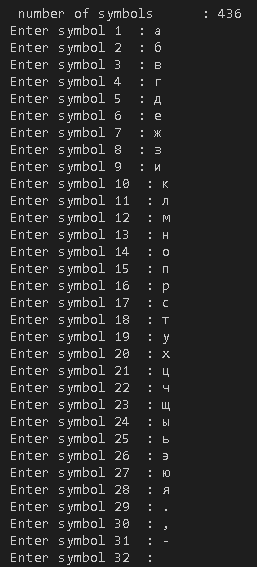 number of symbols : 436
Enter symbol 1 : а
Enter symbol 2 : б
Enter symbol 3 : в
Enter symbol 4 : г
Enter symbol 5 : д
Enter symbol 6 : е
Enter symbol 7 : ж
Enter symbol 8 : з
Enter symbol 9 : и
Enter symbol 10 : к
Enter symbol 11 : л
Enter symbol 12 : м
Enter symbol 13 : н
Enter symbol 14 : о
Enter symbol 15 : п
Enter symbol 16 : р
Enter symbol 17 : с
Enter symbol 18 : т
Enter symbol 19 : у
Enter symbol 20 : х
Enter symbol 21 : ц
Enter symbol 22 : ч
Enter symbol 23 : щ
Enter symbol 24 : ы
Enter symbol 25 : ь
Enter symbol 26 : э
Enter symbol 27 : ю
Enter symbol 28 : я
Enter symbol 29 : .
Enter symbol 30 : ,
Enter symbol 31 : -
Enter symbol 32 :